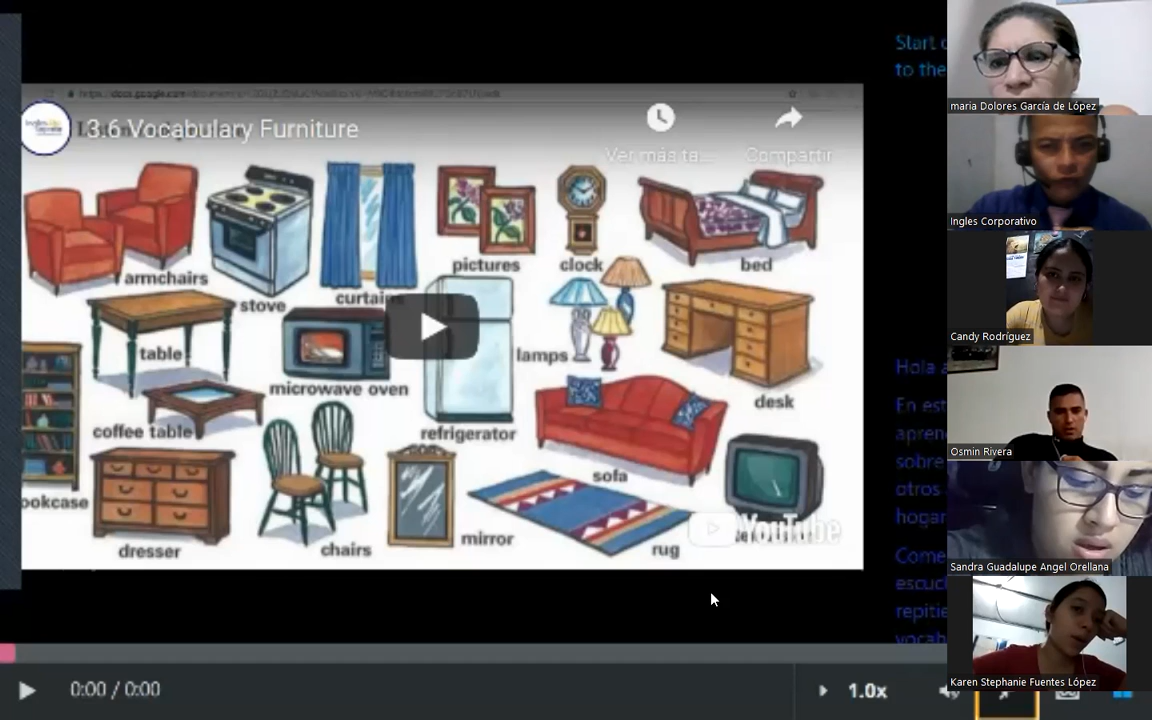 3.6 Vocabulary Furniture
Ver más ta...
Compartir
armchairs
stove
curtains
pictures
clock
bed
table
microwave oven
refrigerator
lamps
desk
coffee table
sofa
ookcase
dresser
chairs
mirror
rug
YouTube
Start
to the
Hola
En est
apren
sobre
otros
hogar
Come
escuc
repitie
vocab
0:00 / 0:00
1.0x
maria Dolores García de López
Ingles Corporativo
Candy Rodríguez
Osmin Rivera
Sandra Guadalupe Angel Orellana
Karen Stephanie Fuentes López